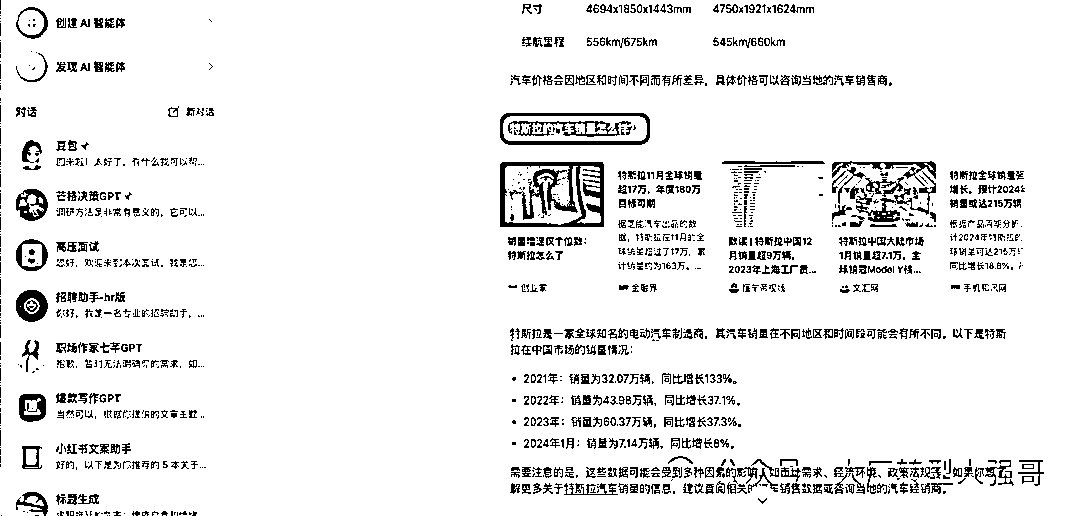 创建 AI 智能体
发现 AI 智能体
对话
新对话
豆包
回来啦！太好了，有什么我可以帮...
芒格决策GPT
调研方法是非常有意义的，它可以...
高压面试
您好，欢迎来到本次面试，我是您...
招聘助手-hr版
你好，我是一名专业的招聘助手，...
职场作家七芊GPT
抱歉，暂时无法明确你的需求，如...
爆款写作GPT
当然可以，根据你提供的文章主题...
小红书文案助手
好的，以下是为你推荐的 5 本关于...
标题生成
尺寸 4694x1850x1443mm 4750x1921x1624mm
续航里程 556km/675km 545km/660km
汽车价格会因地区和时间不同而有所差异，具体价格可以咨询当地的汽车销售商。
特斯拉的汽车销量怎么样？
销量增速仅个位数：
特斯拉怎么了
创业家
特斯拉11月全球销量
超17万，年度180万
目标可期
据芝能汽车出品的数
据，特斯拉在11月的全
球销量超过了17万，累
计销量约为163万。...
金融界
数读 | 特斯拉中国12
月销量超9万辆，
2023年上海工厂贡...
特斯拉中国大陆市场
1月销量超7.1万，全
球销冠Model Y核...
文汇网
特斯拉全球销量强
增长，预计2024年
销量或达215万辆
根据产品周期分析，
计2024年特斯拉的
球销量可达215万辆
同比增长18.8%。
手机和讯网
特斯拉是一家全球知名的电动汽车制造商，其汽车销量在不同地区和时间段可能会有所不同。以下是特斯
拉在中国市场的销量情况：
• 2021年：销量为32.07万辆，同比增长133%。
• 2022年：销量为43.98万辆，同比增长37.1%。
• 2023年：销量为60.37万辆，同比增长37.3%。
• 2024年1月：销量为7.14万辆，同比增长8%。
需要注意的是，这些数据可能会受到多种因素的影响，如市场需求、经济环境、政策法规等。如果你想了
解更多关于特斯拉汽车销量的信息，建议查阅相关的汽车销售数据或咨询当地的汽车经销商。
公众号 · 大厂转型大强哥